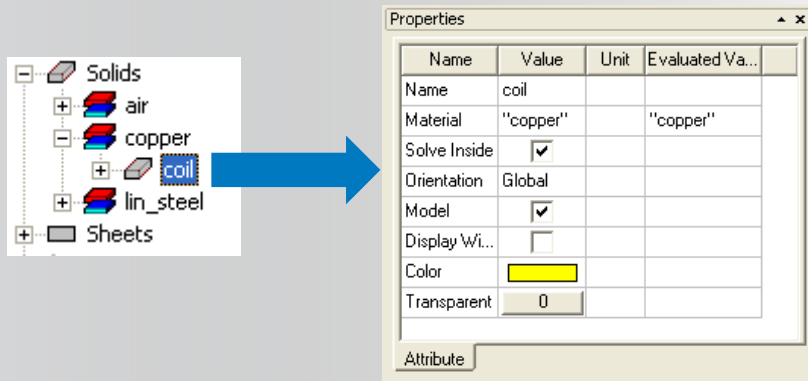 Solids
air
copper
coil
lin_steel
Sheets
Properties
Name Value Unit Evaluated Va...
Name coil
Material "copper" "copper"
Solve Inside
Orientation Global
Model
Display Wi...
Color
Transparent 0
Attribute